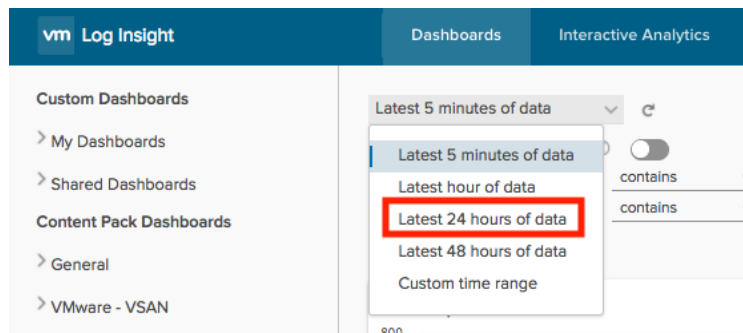 vm Log Insight
Dashboards
Interactive Analytics
Custom Dashboards
My Dashboards
Shared Dashboards
Content Pack Dashboards
General
VMware - VSAN
Latest 5 minutes of data
Latest 5 minutes of data
Latest hour of data
Latest 24 hours of data
Latest 48 hours of data
Custom time range
contains
contains
800